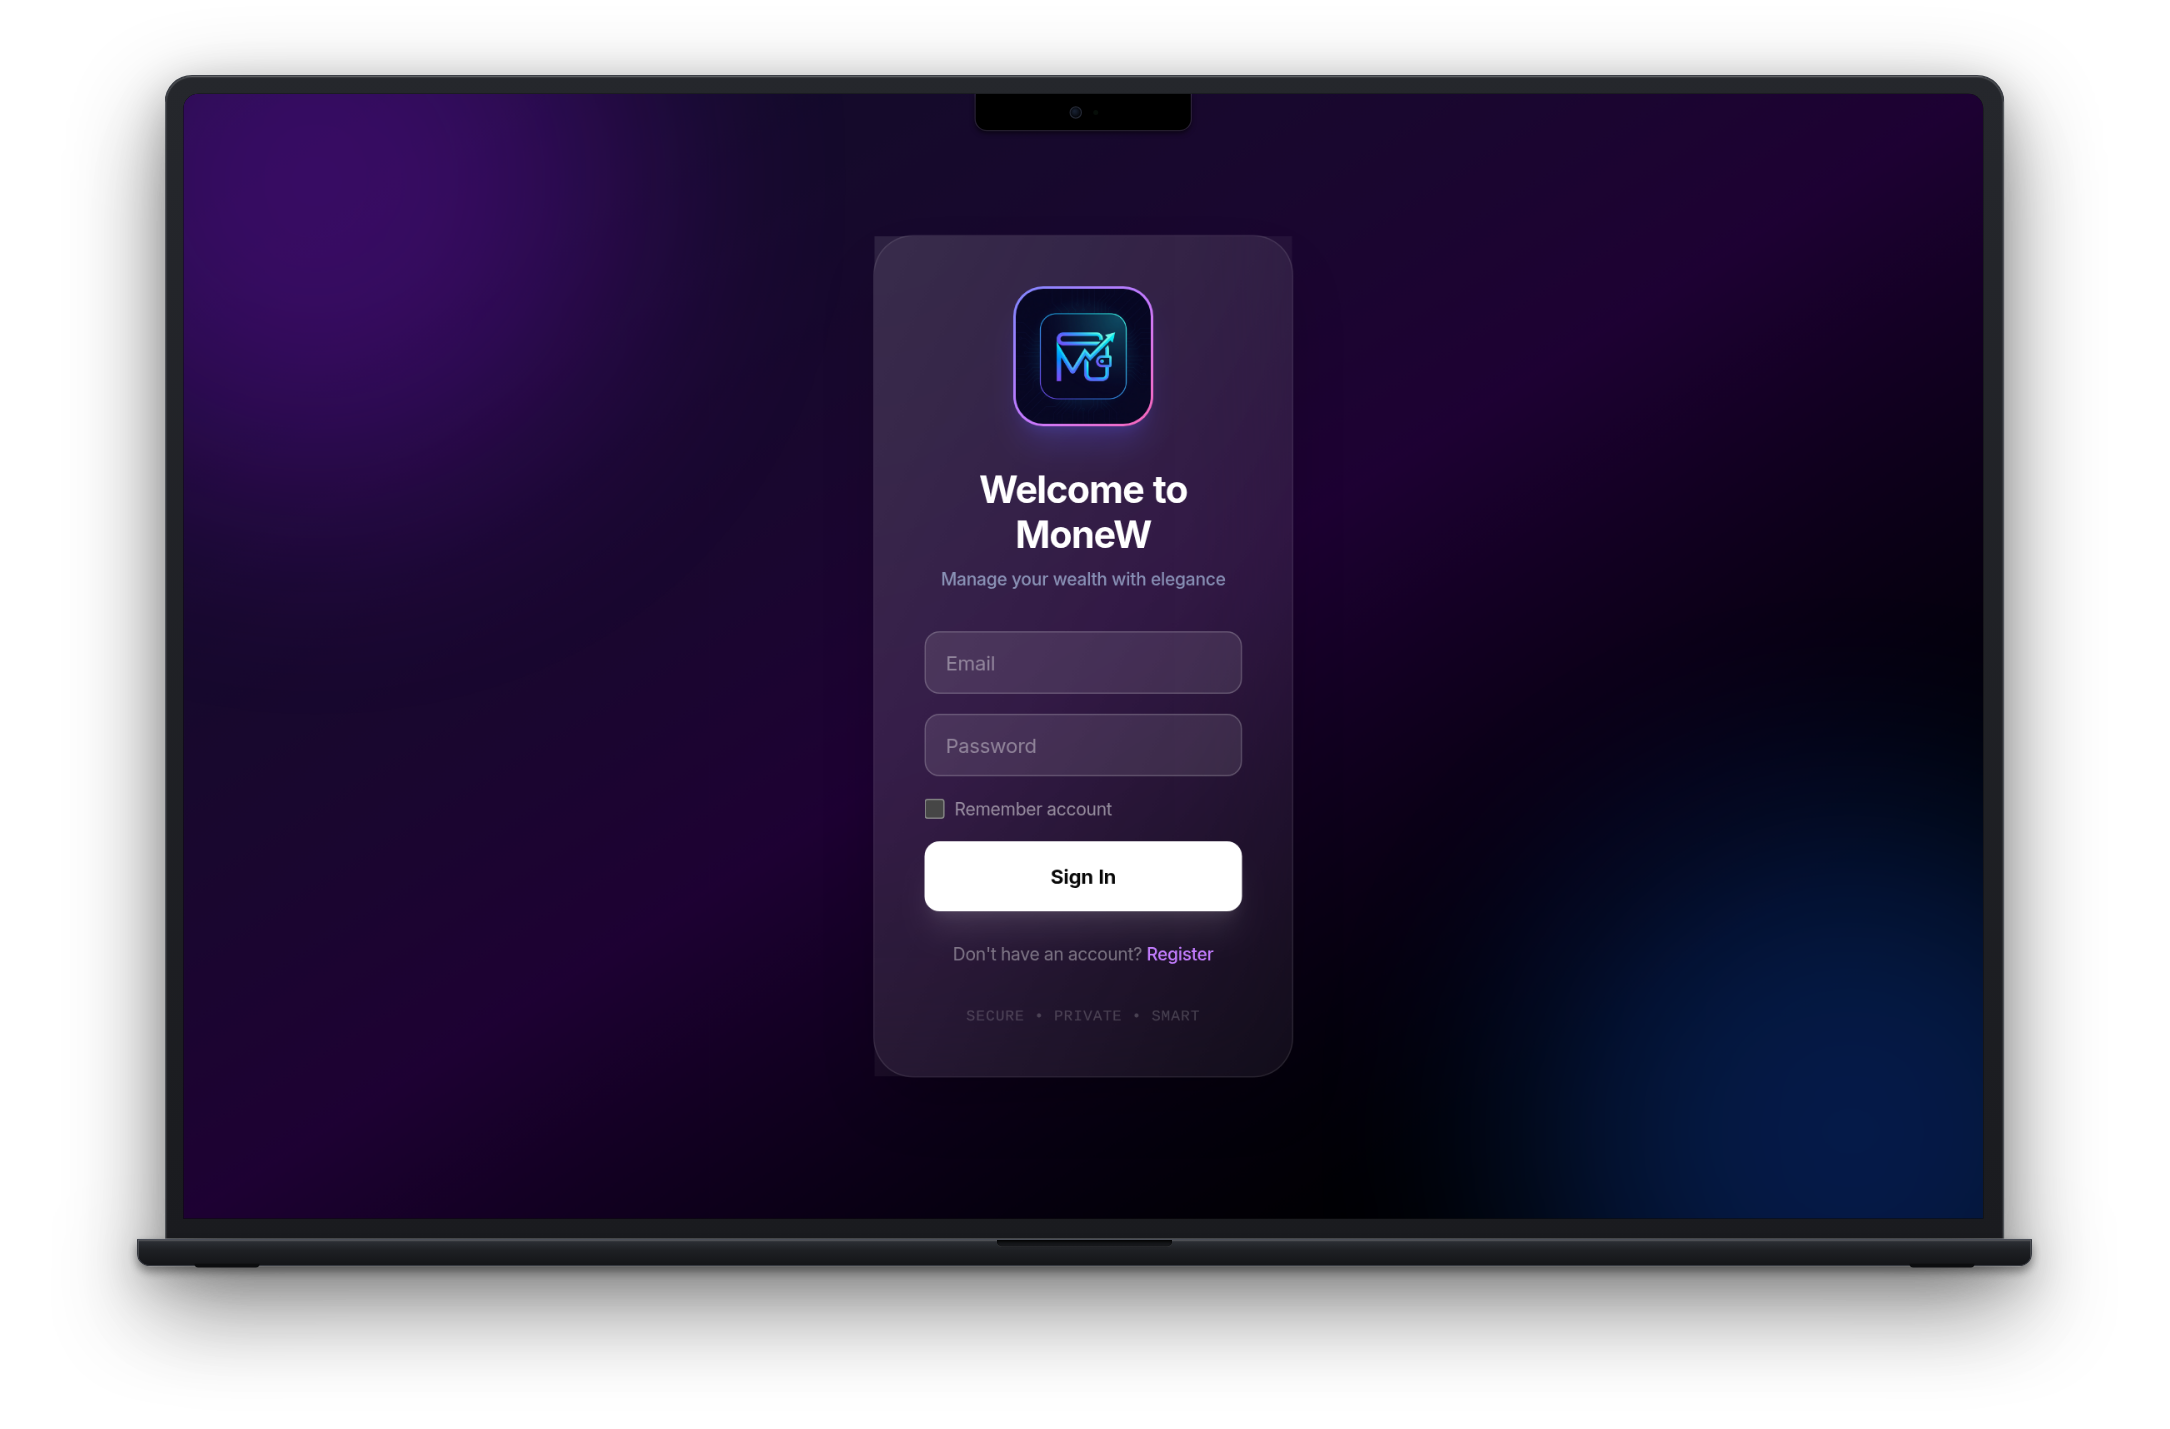 Welcome to
MoneW
Manage your wealth with elegance
Email
Password
Remember account
Sign In
Don't have an account? Register
SECURE • PRIVATE • SMART